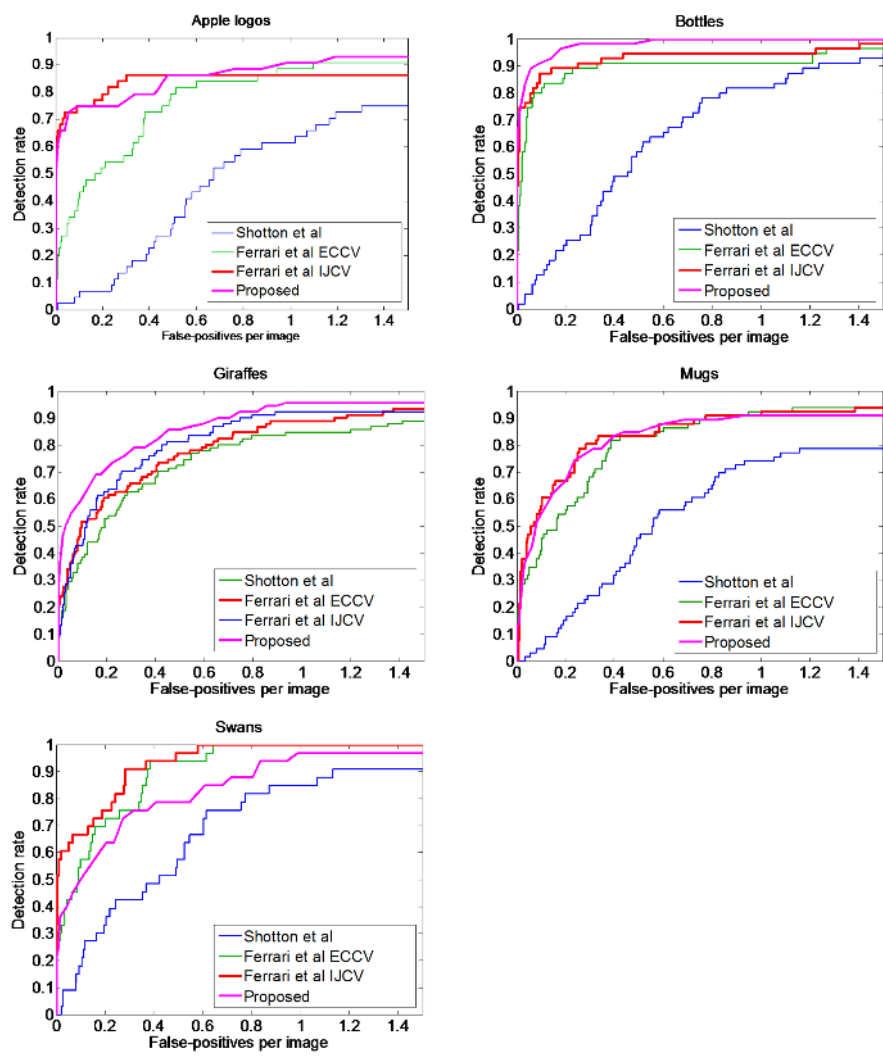 Apple logos
1
0.9
0.8
0.7
0.6
0.5
0.4
0.3
0.2
0.1
0
Detection rate
Shotton et al
Ferrari et al ECCV
Ferrari et al IJCV
Proposed
0 0.2 0.4 0.6 0.8 1 1.2 1.4
False-positives per image
Bottles
1
0.9
0.8
0.7
0.6
0.5
0.4
0.3
0.2
0.1
0
Detection rate
Shotton et al
Ferrari et al ECCV
Ferrari et al IJCV
Proposed
0 0.2 0.4 0.6 0.8 1 1.2 1.4
False-positives per image
Giraffes
1
0.9
0.8
0.7
0.6
0.5
0.4
0.3
0.2
0.1
0
Detection rate
Shotton et al
Ferrari et al ECCV
Ferrari et al IJCV
Proposed
0 0.2 0.4 0.6 0.8 1 1.2 1.4
False-positives per image
Mugs
1
0.9
0.8
0.7
0.6
0.5
0.4
0.3
0.2
0.1
0
Detection rate
Shotton et al
Ferrari et al ECCV
Ferrari et al IJCV
Proposed
0 0.2 0.4 0.6 0.8 1 1.2 1.4
False-positives per image
Swans
1
0.9
0.8
0.7
0.6
0.5
0.4
0.3
0.2
0.1
0
Detection rate
Shotton et al
Ferrari et al ECCV
Ferrari et al IJCV
Proposed
0 0.2 0.4 0.6 0.8 1 1.2 1.4
False-positives per image